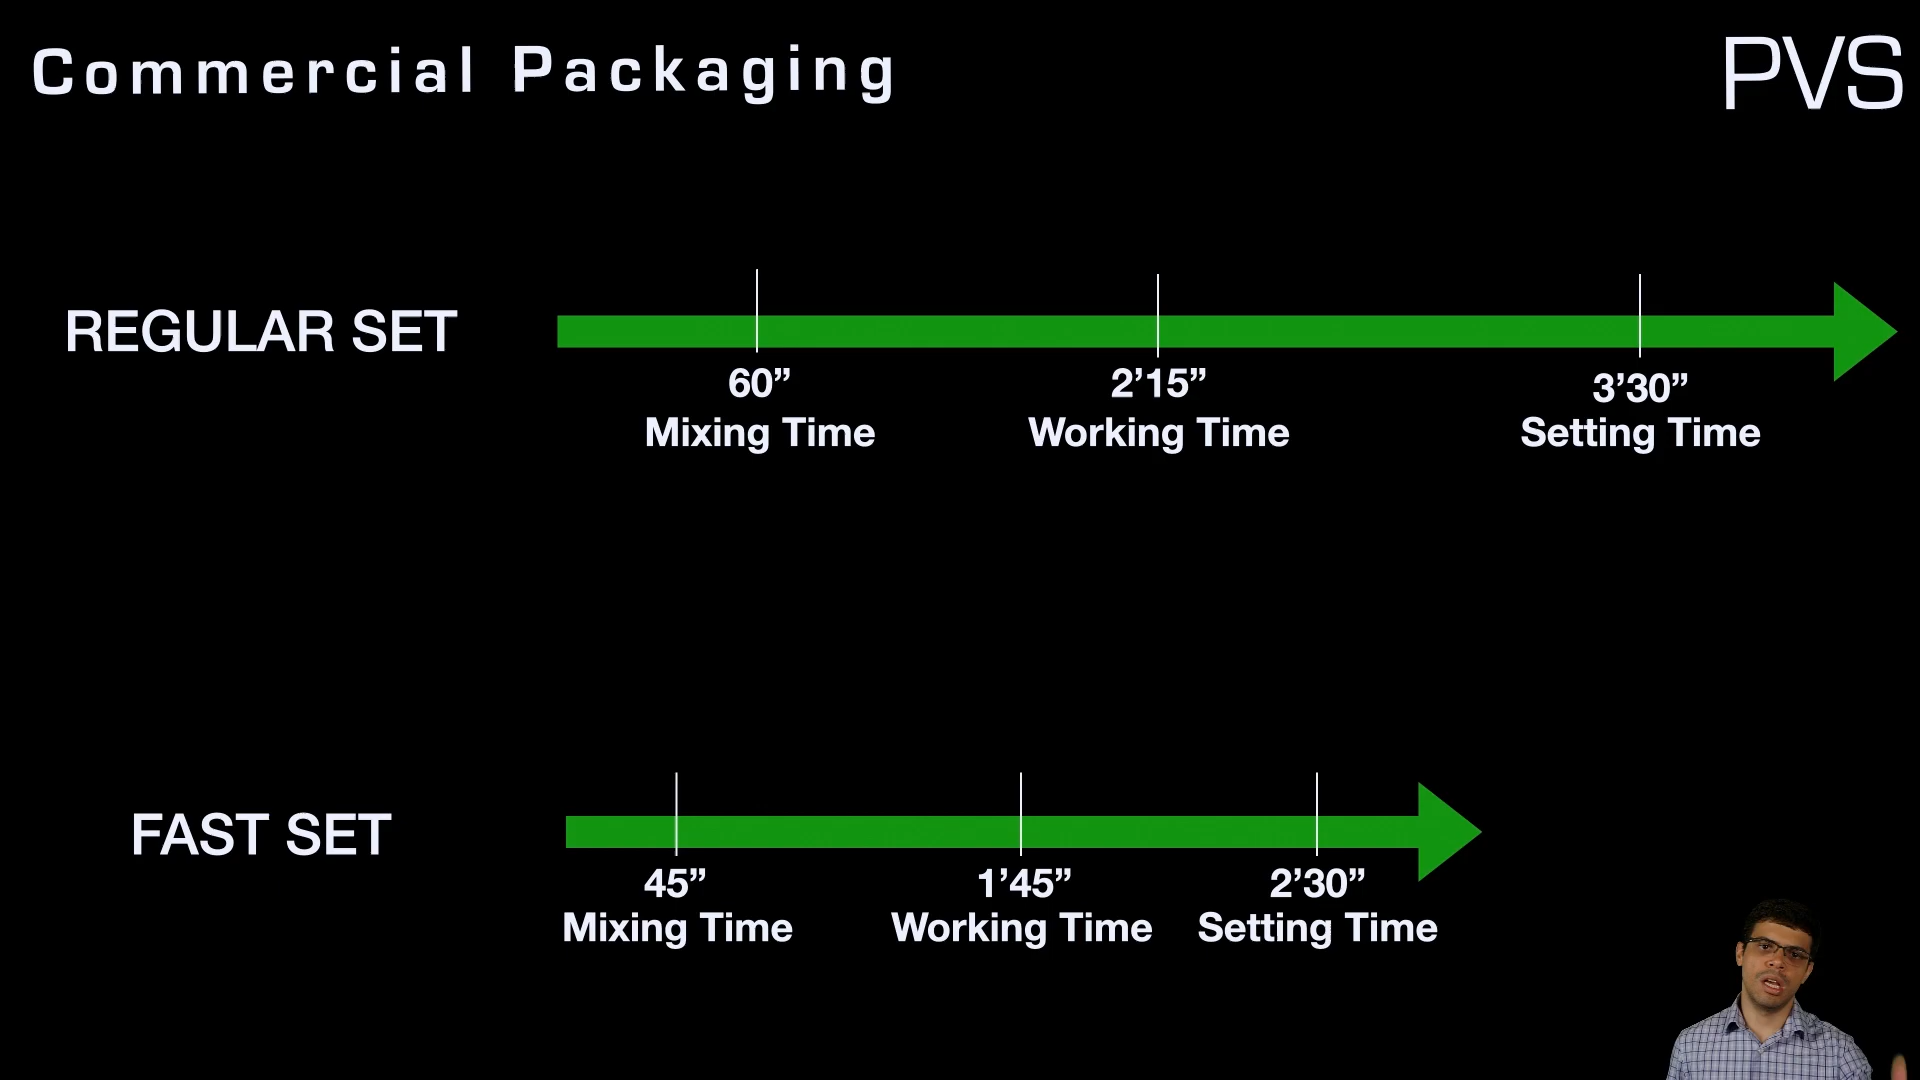 Commercial Packaging
PVS
REGULAR SET
60”
Mixing Time
2’15”
Working Time
3’30”
Setting Time
FAST SET
45”
Mixing Time
1’45”
Working Time
2’30”
Setting Time